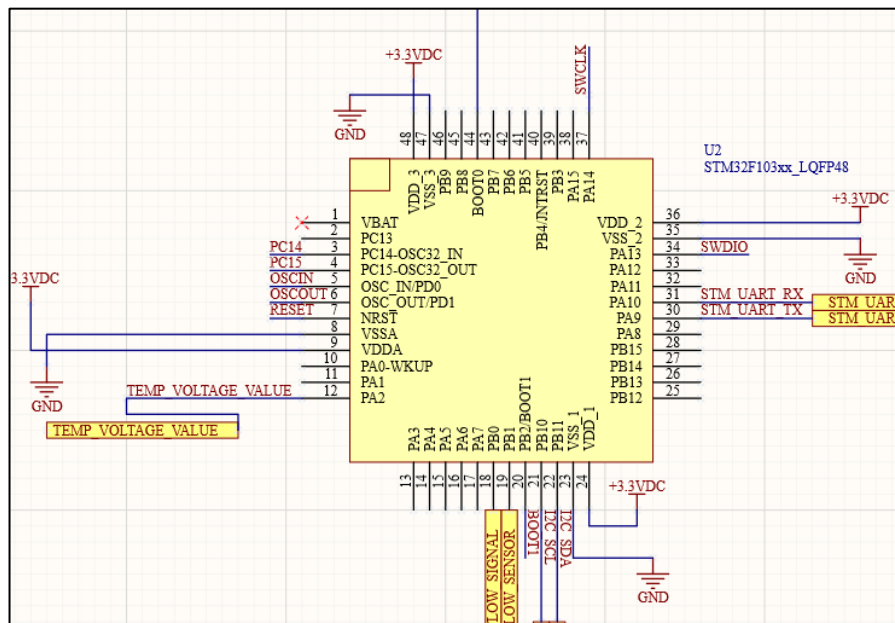 +3.3VDC
SWCLK
GND
48
47
46
45
44
43
42
41
40
39
38
37
U2
STM32F103xx_LQFP48
VDD_3
VSS_3
PB9
PB8
BOOT0
PB7
PB6
PB5
PB4/JNTRST
PB3
PA15
PA14
+3.3VDC
1 VBAT
2 PC13
PC14 3 PC14-OSC32_IN
PC15 4 PC15-OSC32_OUT
OSCIN 5 OSC_IN/PD0
OSCOUT 6 OSC_OUT/PD1
RESET 7 NRST
8 VSSA
9 VDDA
10 PA0-WKUP
11 PA1
12 PA2
VDD_2 36
VSS_2 35
PA13 34 SWDIO
PA12 33
PA11 32
PA10 31 STM_UART_RX STM_UAR
PA9 30 STM_UART_TX STM_UAR
PA8 29
PB15 28
PB14 27
PB13 26
PB12 25
GND
3.3VDC
GND
TEMP_VOLTAGE_VALUE
TEMP_VOLTAGE_VALUE
PA3
PA4
PA5
PA6
PA7
PB0
PB1
PB2/BOOT1
PB10
PB11
VSS_1
VDD_1
13
14
15
16
17
18
19
20
21
22
23
24
+3.3VDC
LOW_SIGNAL
LOW_SENSOR
BOOT1
I2C_SCL
I2C_SDA
GND